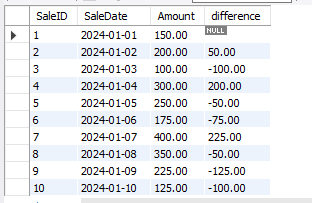 SaleID SaleDate Amount difference
1 2024-01-01 150.00 NULL
2 2024-01-02 200.00 50.00
3 2024-01-03 100.00 -100.00
4 2024-01-04 300.00 200.00
5 2024-01-05 250.00 -50.00
6 2024-01-06 175.00 -75.00
7 2024-01-07 400.00 225.00
8 2024-01-08 350.00 -50.00
9 2024-01-09 225.00 -125.00
10 2024-01-10 125.00 -100.00